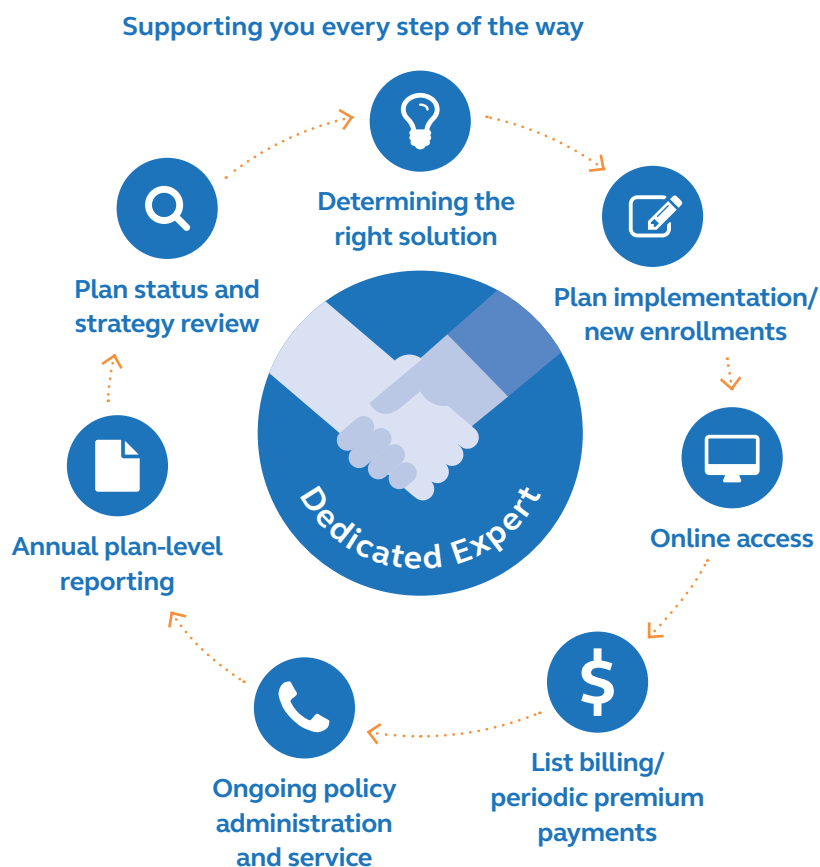 Supporting you every step of the way
Determining the
right solution
Plan implementation/
new enrollments
Online access
List billing/
periodic premium
payments
Ongoing policy
administration
and service
Annual plan-level
reporting
Plan status and
strategy review
Dedicated Expert
$